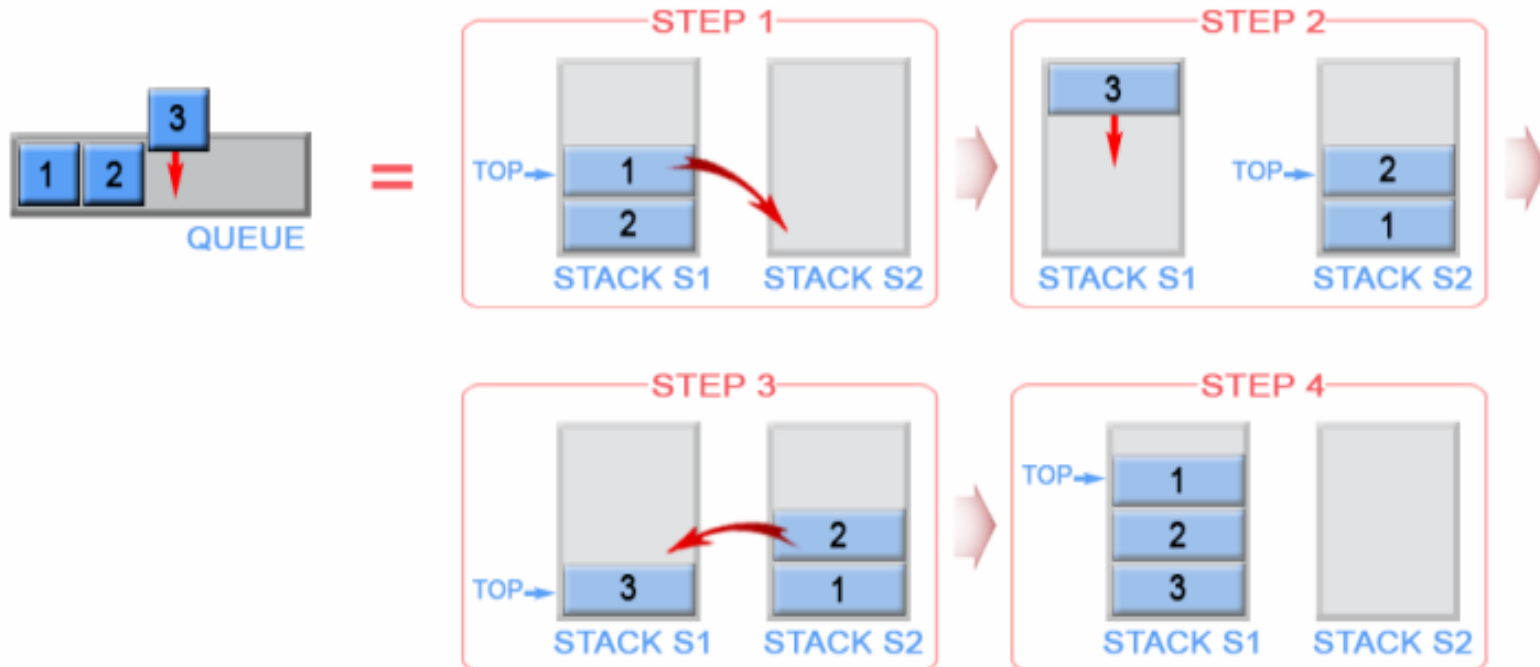 STEP 1
STEP 2
3
3
1 2
TOP 1
TOP 2
2
1
QUEUE
=
STACK S1 STACK S2
STACK S1 STACK S2
STEP 3
STEP 4
TOP 1
2
2
TOP 3
1
3
STACK S1 STACK S2
STACK S1 STACK S2